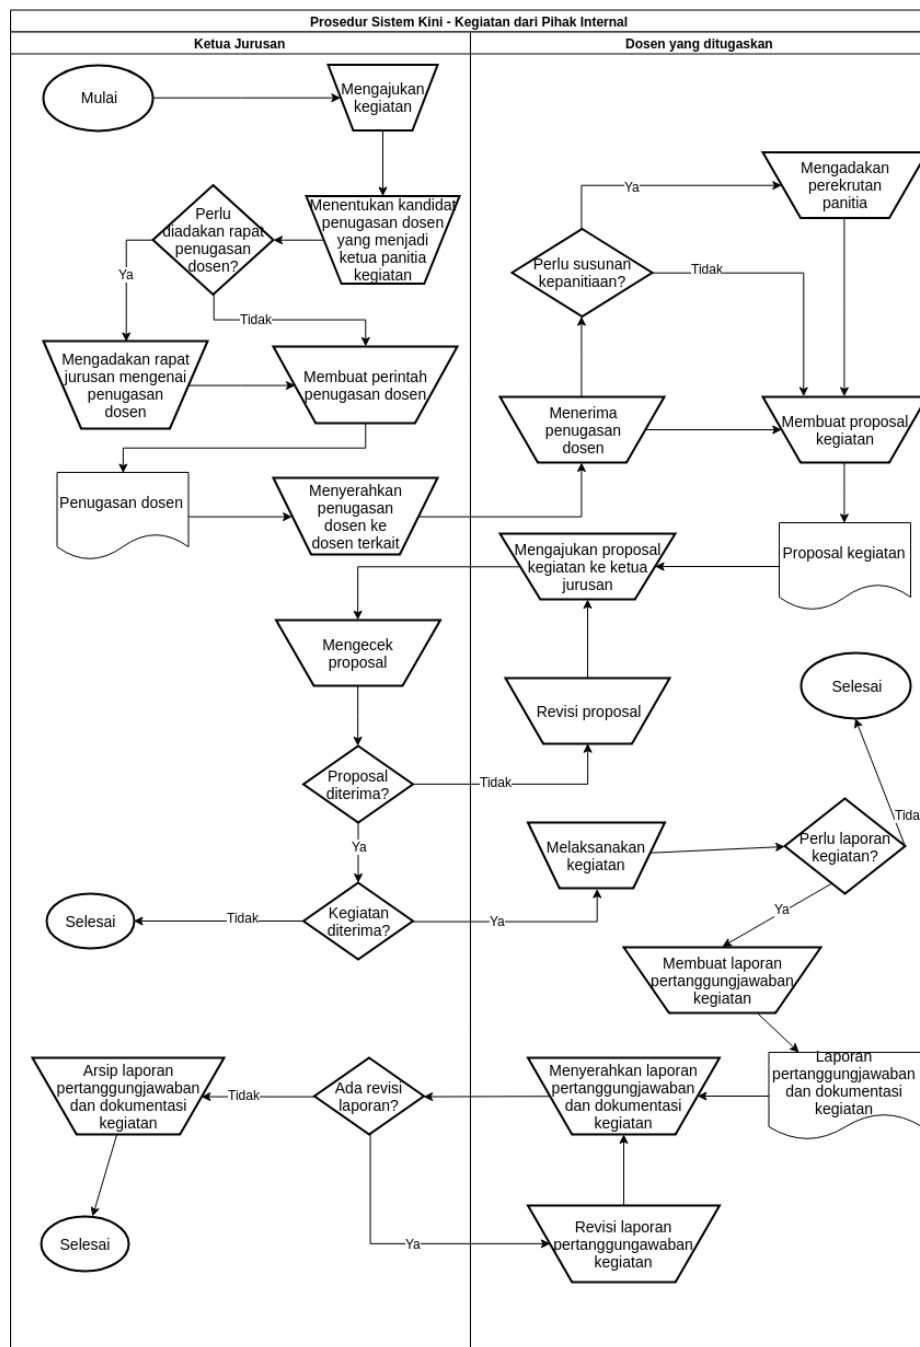 Prosedur Sistem Kini - Kegiatan dari Pihak Internal
Ketua Jurusan
Dosen yang ditugaskan
Mulai
Mengajukan
kegiatan
Menentukan kandidat
penugasan dosen
yang menjadi
ketua panitia
kegiatan
Perlu
diadakan rapat
penugasan
dosen?
Ya
Tidak
Mengadakan rapat
jurusan mengenai
penugasan
dosen
Membuat perintah
penugasan dosen
Penugasan dosen
Menyerahkan
penugasan
dosen ke
dosen terkait
Menerima
penugasan
dosen
Perlu susunan
kepanitiaan?
Ya
Tidak
Mengadakan
perekrutan
panitia
Membuat proposal
kegiatan
Proposal kegiatan
Mengajukan proposal
kegiatan ke ketua
jurusan
Mengecek
proposal
Proposal
diterima?
Tidak
Revisi proposal
Ya
Kegiatan
diterima?
Tidak
Selesai
Ya
Melaksanakan
kegiatan
Perlu laporan
kegiatan?
Tida
Selesai
Ya
Membuat laporan
pertanggungjawaban
kegiatan
Laporan
pertanggungjawaban
dan dokumentasi
kegiatan
Menyerahkan laporan
pertanggungjawaban
dan dokumentasi
kegiatan
Ada revisi
laporan?
Tidak
Arsip laporan
pertanggungjawaban
dan dokumentasi
kegiatan
Selesai
Ya
Revisi laporan
pertanggungawaban
kegiatan